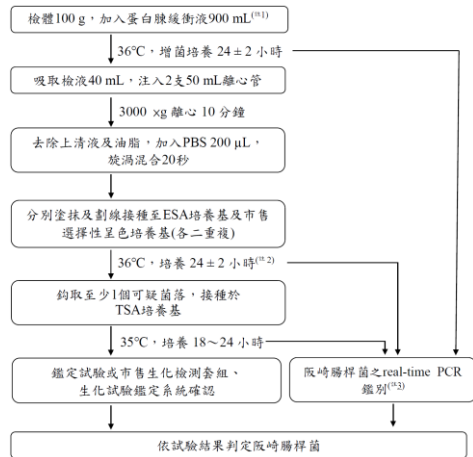 檢體100 g，加入蛋白腖緩衝液900 mL(註1)
36℃，增菌培養 24 ± 2 小時
吸取檢液40 mL，注入2支50 mL離心管
3000 ×g 離心 10 分鐘
去除上清液及油脂，加入PBS 200 µL，
旋渦混合20秒
分別塗抹及劃線接種至ESA培養基及市售
選擇性呈色培養基(各二重複)
36℃，培養 24 ± 2 小時(註2)
鈎取至少1個可疑菌落，接種於
TSA培養基
35℃，培養 18～24 小時
鑑定試驗或市售生化檢測套組、
生化試驗鑑定系統確認
阪崎腸桿菌之real-time PCR
鑑別(註3)
依試驗結果判定阪崎腸桿菌